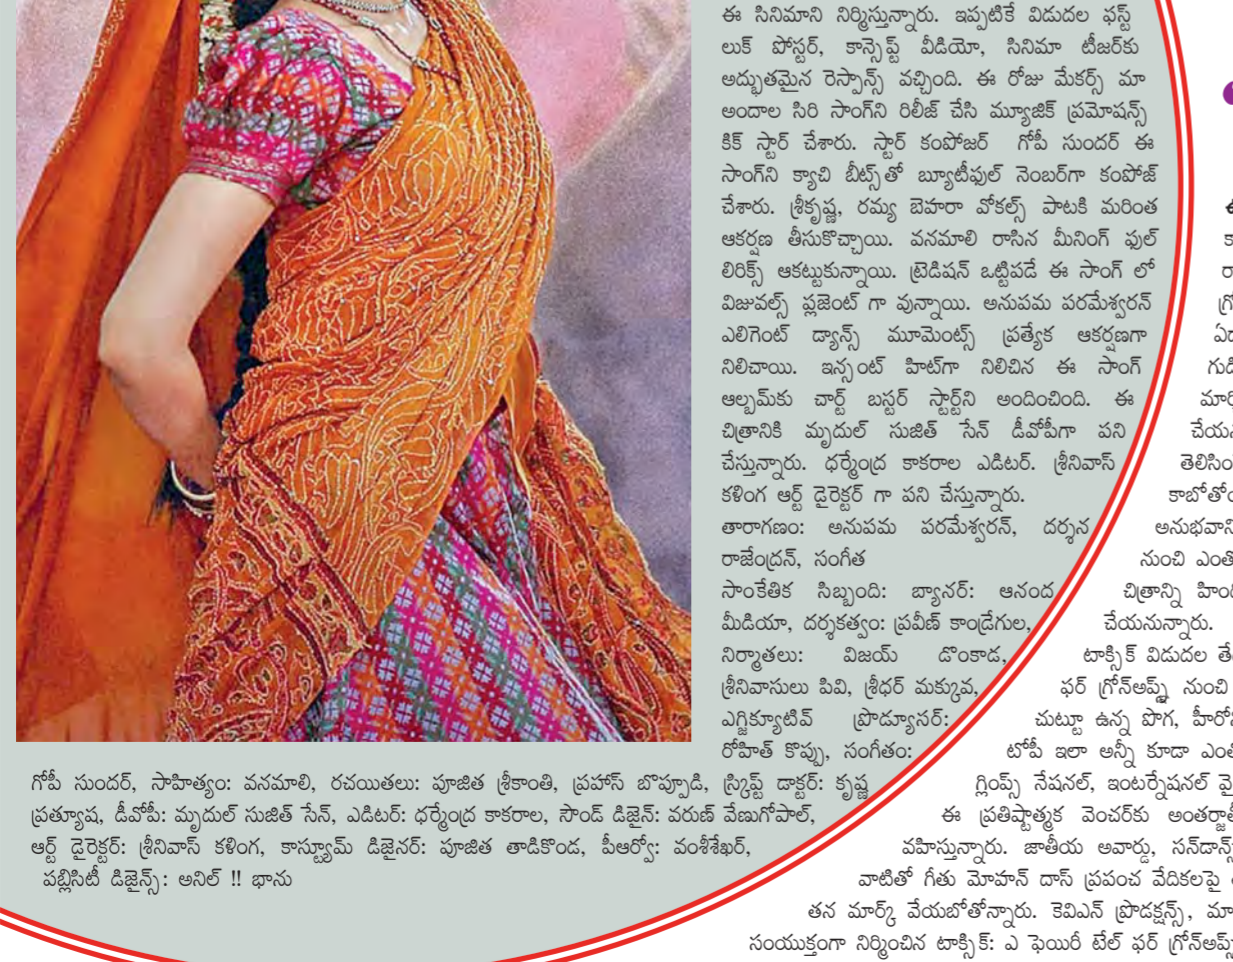 ఈ సినిమాని నిర్మిస్తున్నారు. ఇప్పటికే విడుదల ఫస్ట్
లుక్ పోస్టర్, కాన్సెప్ట్ వీడియో, సినిమా టీజర్‌కు
అద్భుతమైన రెస్పాన్స్ వచ్చింది. ఈ రోజు మేకర్స్ మా
అందాల సిరి సాంగ్‌ని రిలీజ్ చేసి మ్యూజిక్ ప్రమోషన్స్
కిక్ స్టార్ చేశారు. స్టార్ కంపోజర్ గోపీ సుందర్ ఈ
సాంగ్‌ని క్యాచి బీట్స్‌తో బ్యూటీఫుల్ నెంబర్‌గా కంపోజ్
చేశారు. శ్రీకృష్ణ, రమ్య బెహరా వోకల్స్ పాటకి మరింత
ఆకర్షణ తీసుకొచ్చాయి. వనమాలి రాసిన మీనింగ్ ఫుల్
లిరిక్స్ ఆకట్టుకున్నాయి. ట్రెడిషన్ ఒట్టిపడే ఈ సాంగ్ లో
విజువల్స్ ప్లజెంట్ గా వున్నాయి. అనుపమ పరమేశ్వరన్
ఎలిగెంట్ డ్యాన్స్ మూమెంట్స్ ప్రత్యేక ఆకర్షణగా
నిలిచాయి. ఇన్సంట్ హిట్‌గా నిలిచిన ఈ సాంగ్
ఆల్బమ్‌కు చార్ట్ బస్టర్ స్టార్ట్‌ని అందించింది. ఈ
చిత్రానికి మృదుల్ సుజిత్ సేన్ డీవోపీగా పని
చేస్తున్నారు. ధర్మేంద్ర కాకరాల ఎడిటర్. శ్రీనివాస్
కళింగ ఆర్ట్ డైరెక్టర్ గా పని చేస్తున్నారు.
తారాగణం: అనుపమ పరమేశ్వరన్, దర్శన
రాజేంద్రన్, సంగీత
సాంకేతిక సిబ్బంది: బ్యానర్: ఆనంద
మీడియా, దర్శకత్వం: ప్రవీణ్ కాండ్రేగుల,
నిర్మాతలు: విజయ్ డొంకాడ,
శ్రీనివాసులు పివి, శ్రీధర్ మక్కువ,
ఎగ్జిక్యూటివ్ ప్రొడ్యూసర్:
రోహిత్ కొప్పు, సంగీతం:
గోపీ సుందర్, సాహిత్యం: వనమాలి, రచయితలు: పూజిత శ్రీకాంతి, ప్రహాస్ బొప్పూడి, స్క్రిప్ట్ డాక్టర్: కృష్ణ
ప్రత్యూష, డీవోపీ: మృదుల్ సుజిత్ సేన్, ఎడిటర్: ధర్మేంద్ర కాకరాల, సౌండ్ డిజైన్: వరుణ్ వేణుగోపాల్,
ఆర్ట్ డైరెక్టర్: శ్రీనివాస్ కళింగ, కాస్ట్యూమ్ డిజైనర్: పూజిత తాడికొండ, పీఆర్వో: వంశీశేఖర్,
పబ్లిసిటీ డిజైన్స్: అనిల్ !! భాను
నుంచి
చిత్రాన్ని
చేయనున్నారు.
టాక్సిక్ విడుదల
ఫర్ గ్రోన్‌అప్స్ నుంచి
చుట్టూ ఉన్న పొగ,
టోపీ ఇలా అన్నీ కూడా
గ్లింప్స్ నేషనల్, ఇంటర్నేషనల్
ఈ ప్రతిష్టాత్మక వెంచర్‌కు
వహిస్తున్నారు. జాతీయ అవార్డు,
వాటితో గీతు మోహన్ దాస్ ప్రపంచ వేదికలపై
తన మార్క్ వేయబోతోన్నారు. కెవిఎన్ ప్రొడక్షన్స్,
సంయుక్తంగా నిర్మించిన టాక్సిక్: ఎ ఫెయిరీ టేల్ ఫర్ గ్రోన్‌అప్స్